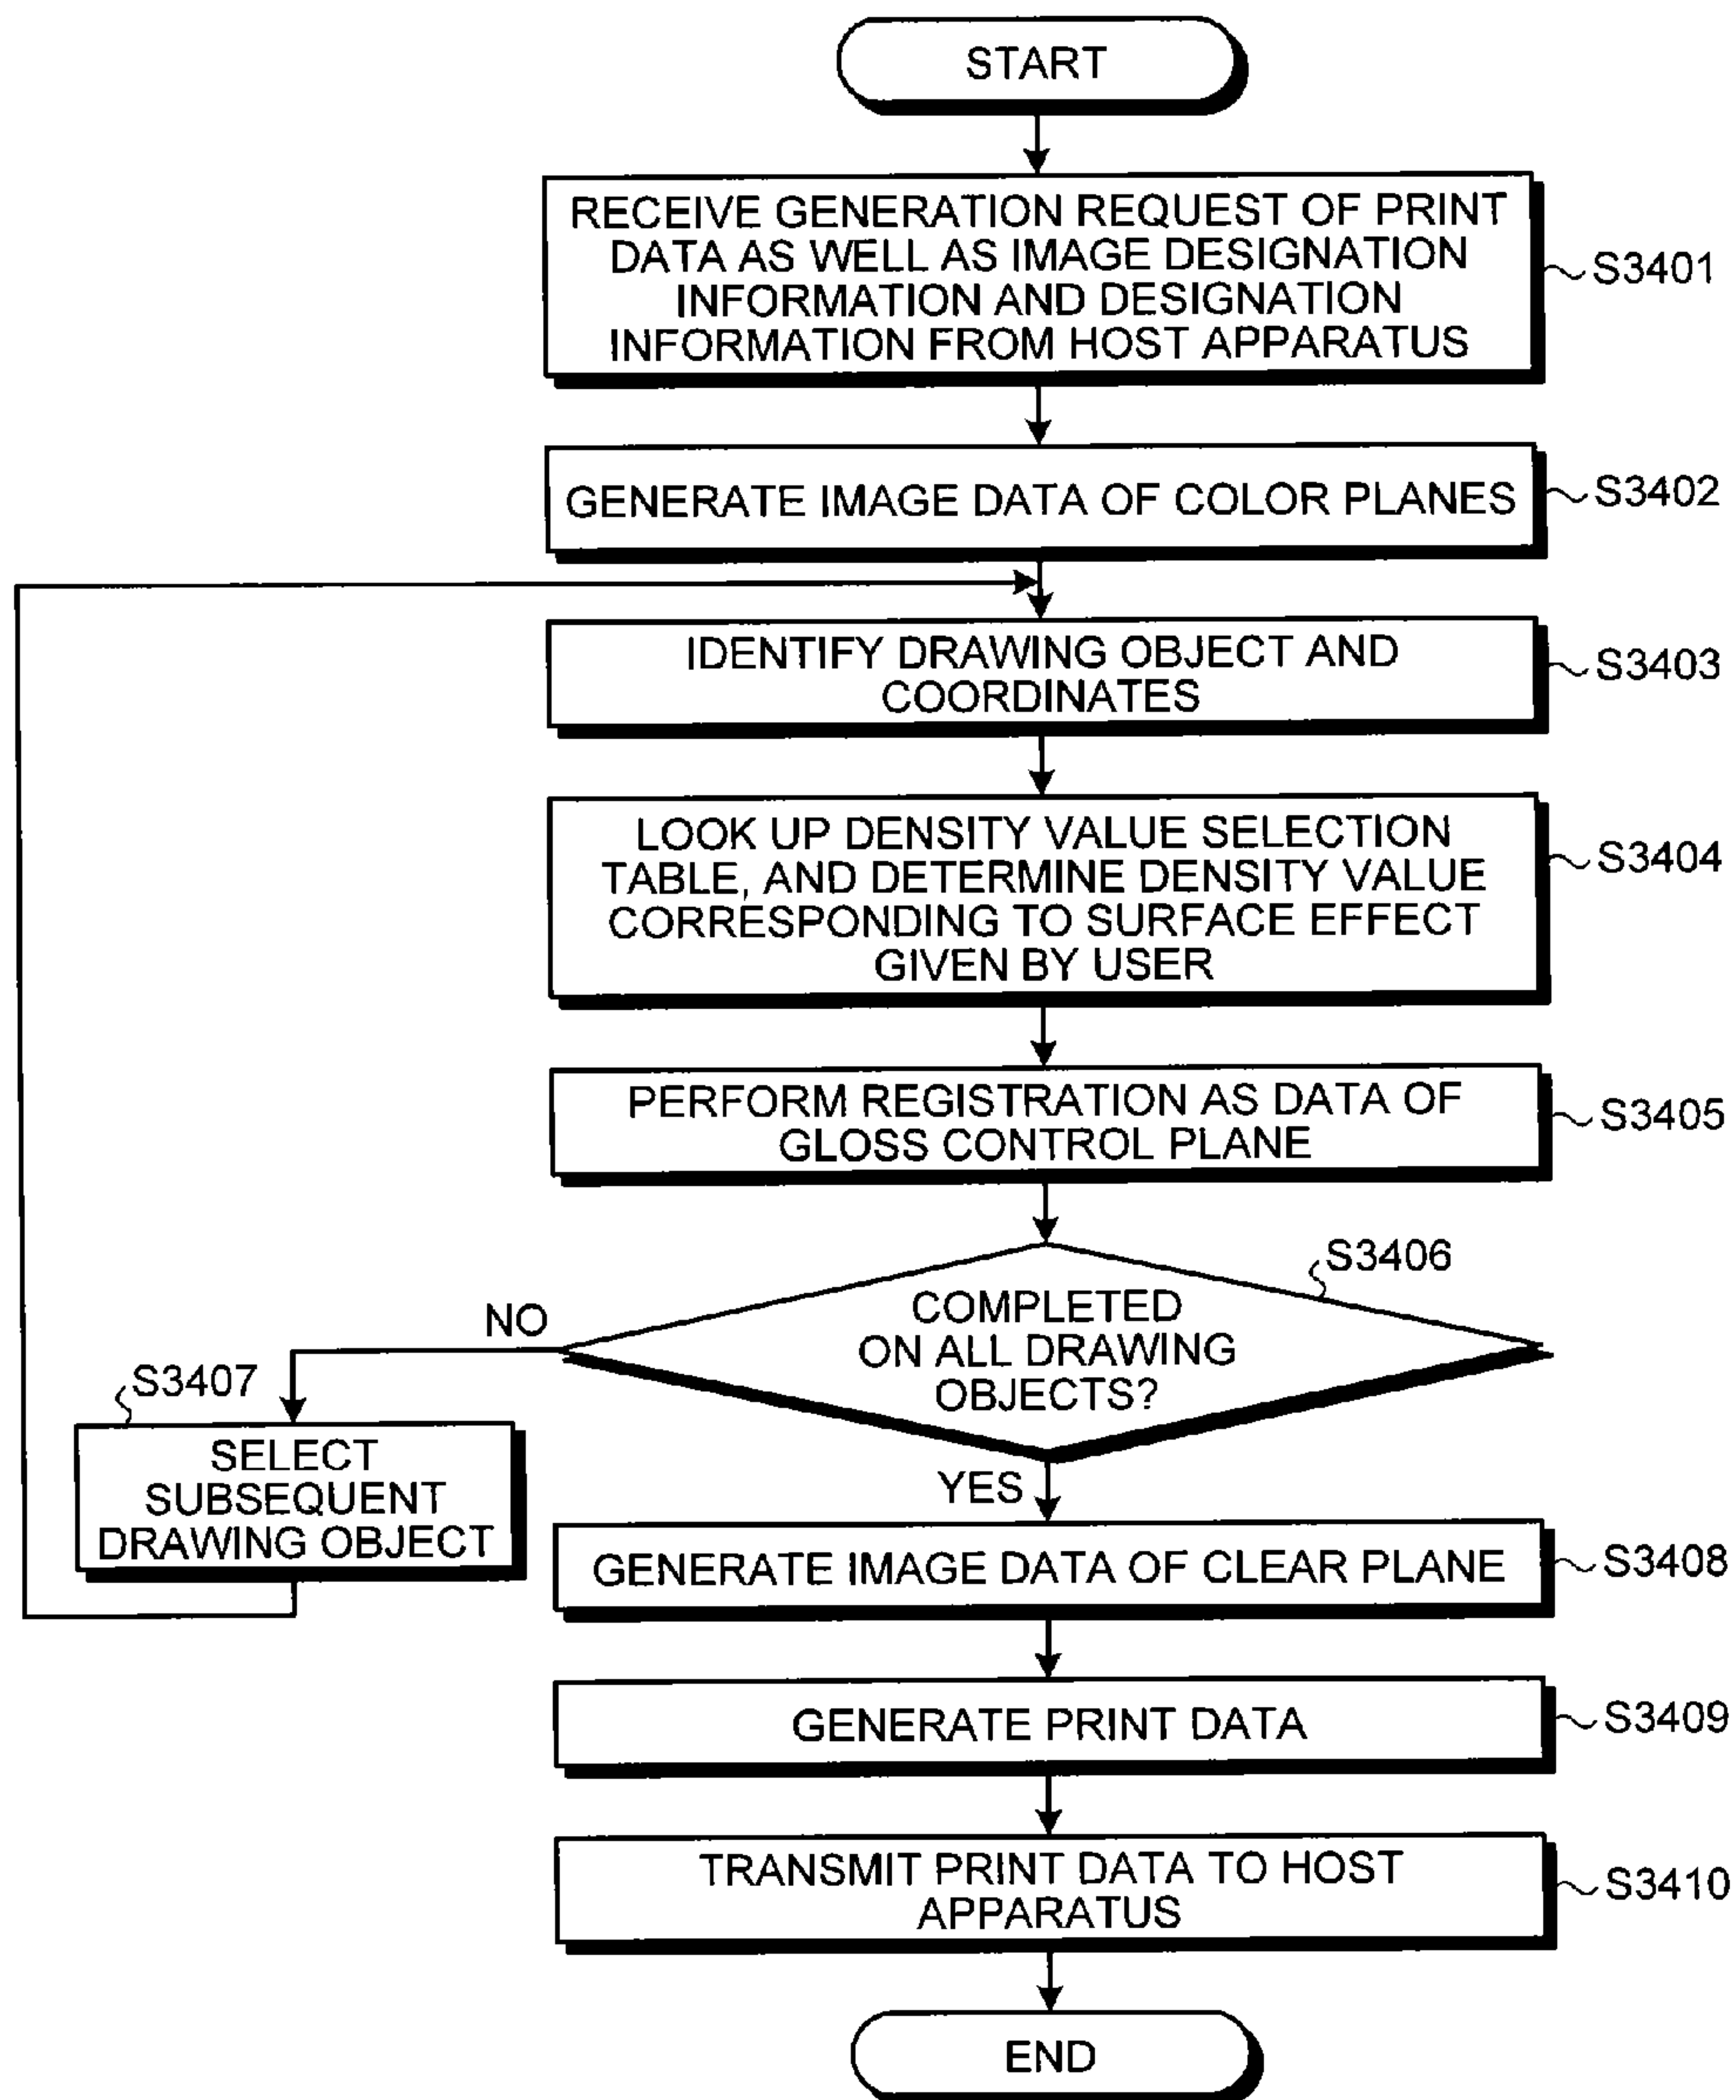 START
RECEIVE GENERATION REQUEST OF PRINT
DATA AS WELL AS IMAGE DESIGNATION
INFORMATION AND DESIGNATION
INFORMATION FROM HOST APPARATUS
S3401
GENERATE IMAGE DATA OF COLOR PLANES
S3402
IDENTIFY DRAWING OBJECT AND
COORDINATES
S3403
LOOK UP DENSITY VALUE SELECTION
TABLE, AND DETERMINE DENSITY VALUE
CORRESPONDING TO SURFACE EFFECT
GIVEN BY USER
S3404
PERFORM REGISTRATION AS DATA OF
GLOSS CONTROL PLANE
S3405
S3406
COMPLETED
ON ALL DRAWING
OBJECTS?
NO
S3407
SELECT
SUBSEQUENT
DRAWING OBJECT
YES
GENERATE IMAGE DATA OF CLEAR PLANE
S3408
GENERATE PRINT DATA
S3409
TRANSMIT PRINT DATA TO HOST
APPARATUS
S3410
END